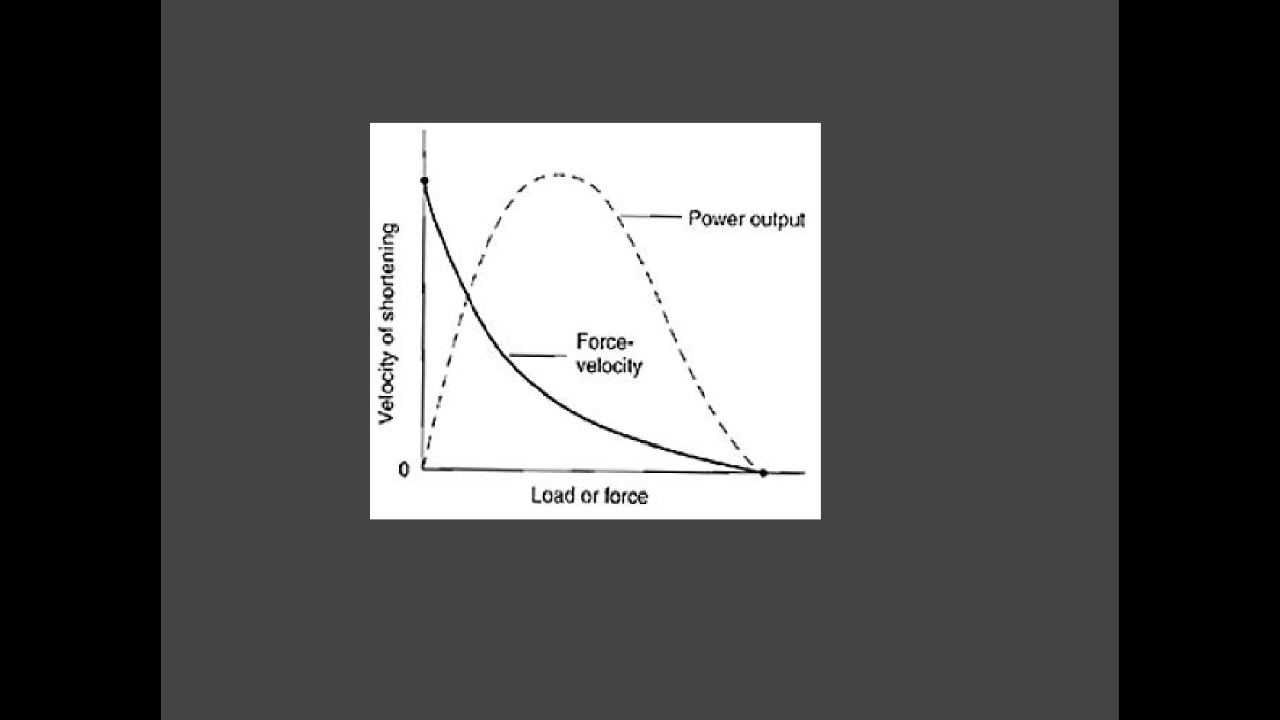 Power output
Force-
velocity
Velocity of shortening
0
Load or force